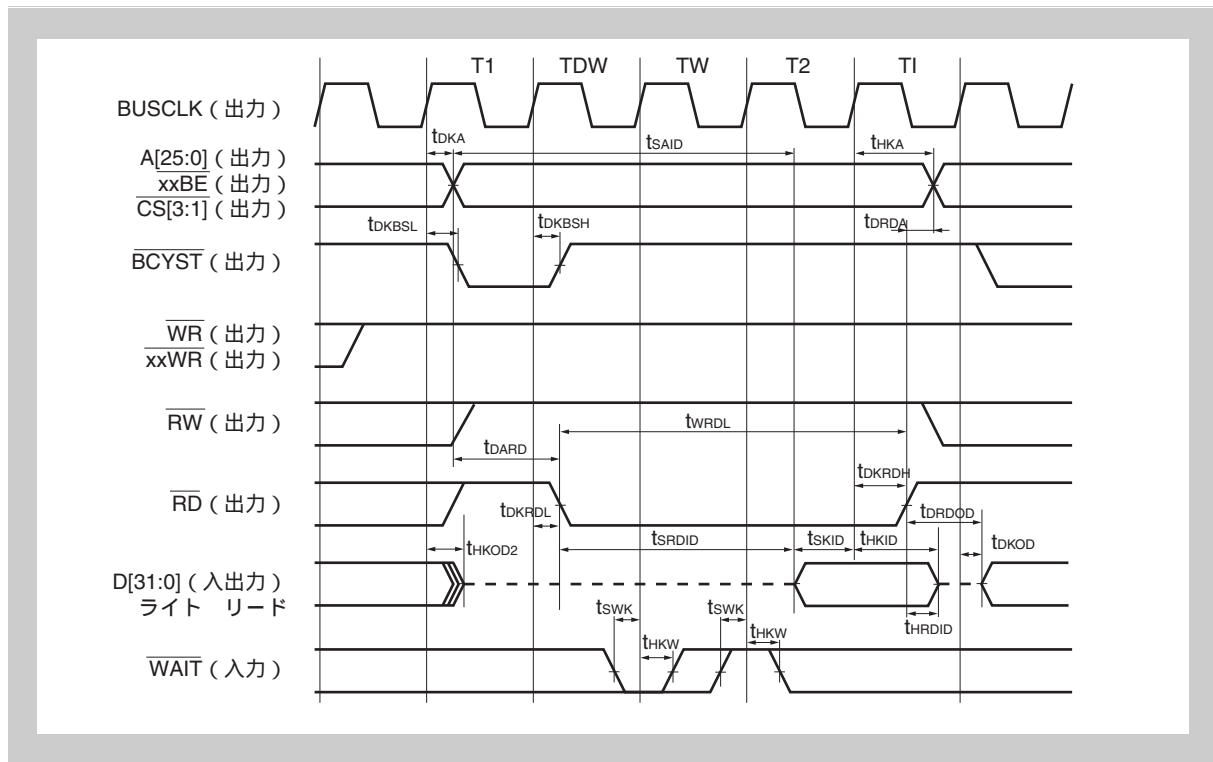 T1 TDW TW T2 TI
BUSCLK（出力）
tDKA tSAID tHKA
A[25:0]（出力）
xxBE（出力）
CS[3:1]（出力）
tDKBSL tDKBSH tDRDA
BCYST（出力）
WR（出力）
xxWR（出力）
RW（出力）
tWRDL
tDARD
tDKRDH
RD（出力）
tDKRDL tDRDOD
tHKOD2 tSRDID tSKID tHKID tDKOD
D[31:0]（入出力）
ライト リード
tSWK tSWK tHRDID
tHKW tHKW
WAIT（入力）